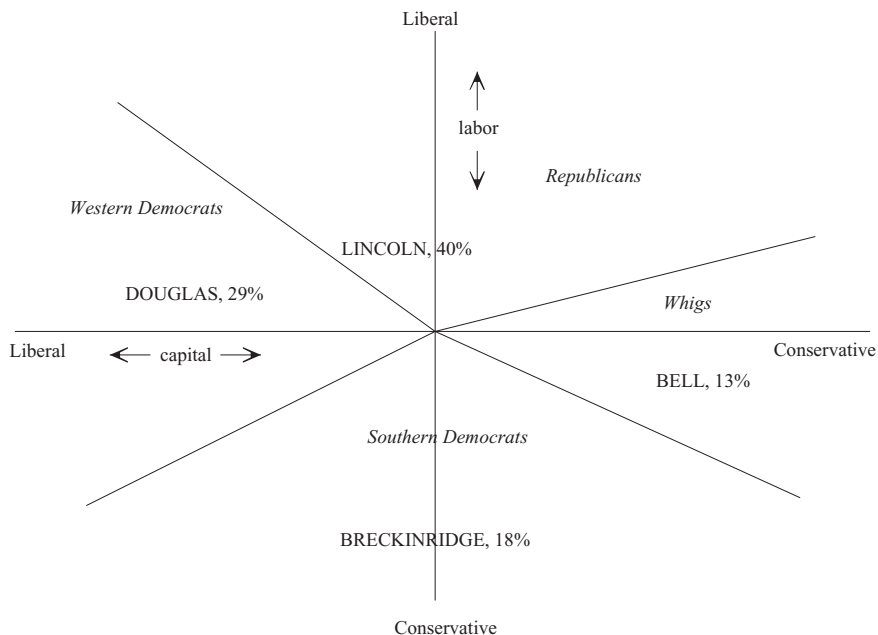 Liberal
labor
Republicans
Western Democrats
LINCOLN, 40%
DOUGLAS, 29%
Whigs
Liberal
capital
Conservative
BELL, 13%
Southern Democrats
BRECKINRIDGE, 18%
Conservative